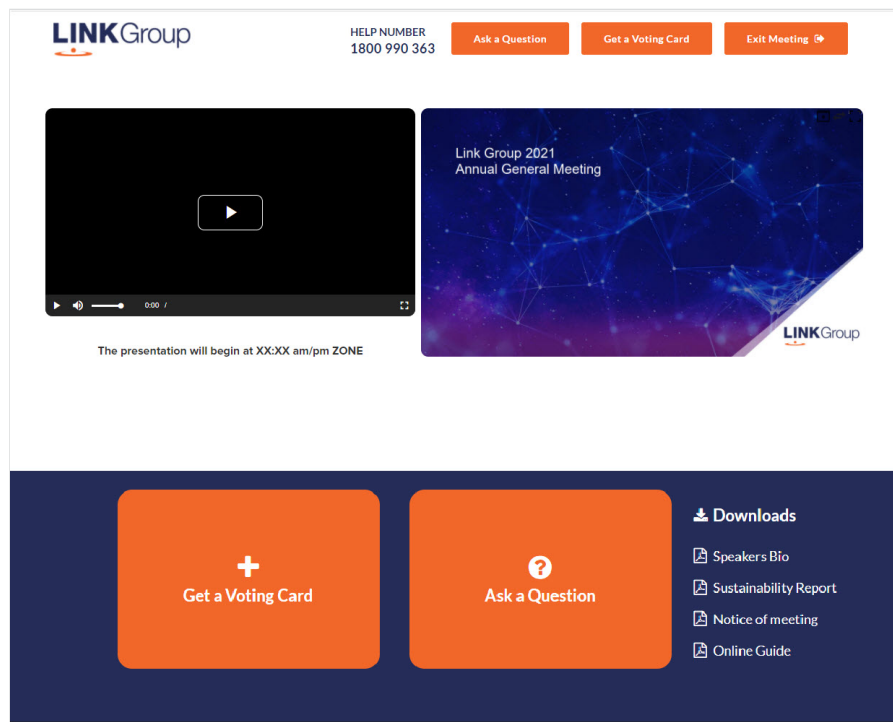 LINKGroup
HELP NUMBER
1800 990 363
Ask a Question
Get a Voting Card
Exit Meeting
Link Group 2021
Annual General Meeting
LINKGroup
0:00 /
The presentation will begin at XX:XX am/pm ZONE
Get a Voting Card
Ask a Question
Downloads
Speakers Bio
Sustainability Report
Notice of meeting
Online Guide